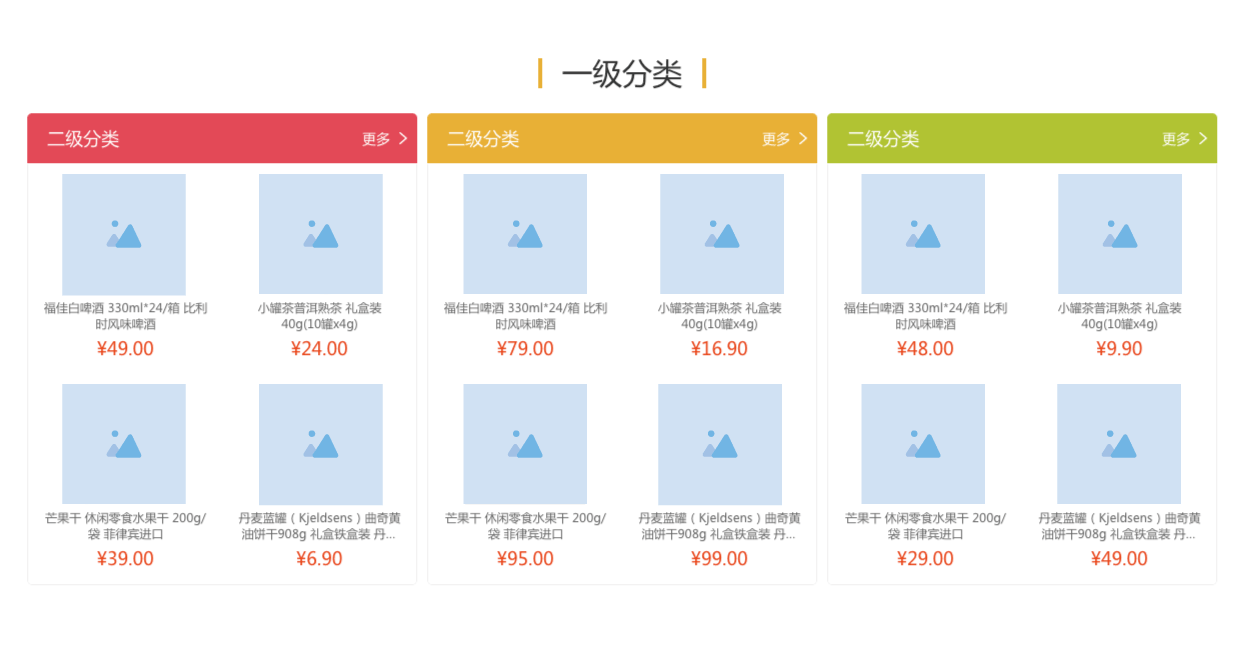 一级分类
二级分类 更多
福佳白啤酒 330ml*24/箱 比利
时风味啤酒
¥49.00
小罐茶普洱熟茶 礼盒装
40g(10罐x4g)
¥24.00
芒果干 休闲零食水果干 200g/
袋 菲律宾进口
¥39.00
丹麦蓝罐（Kjeldsens）曲奇黄
油饼干908g 礼盒铁盒装 丹...
¥6.90
二级分类 更多
福佳白啤酒 330ml*24/箱 比利
时风味啤酒
¥79.00
小罐茶普洱熟茶 礼盒装
40g(10罐x4g)
¥16.90
芒果干 休闲零食水果干 200g/
袋 菲律宾进口
¥95.00
丹麦蓝罐（Kjeldsens）曲奇黄
油饼干908g 礼盒铁盒装 丹...
¥99.00
二级分类 更多
福佳白啤酒 330ml*24/箱 比利
时风味啤酒
¥48.00
小罐茶普洱熟茶 礼盒装
40g(10罐x4g)
¥9.90
芒果干 休闲零食水果干 200g/
袋 菲律宾进口
¥29.00
丹麦蓝罐（Kjeldsens）曲奇黄
油饼干908g 礼盒铁盒装 丹...
¥49.00